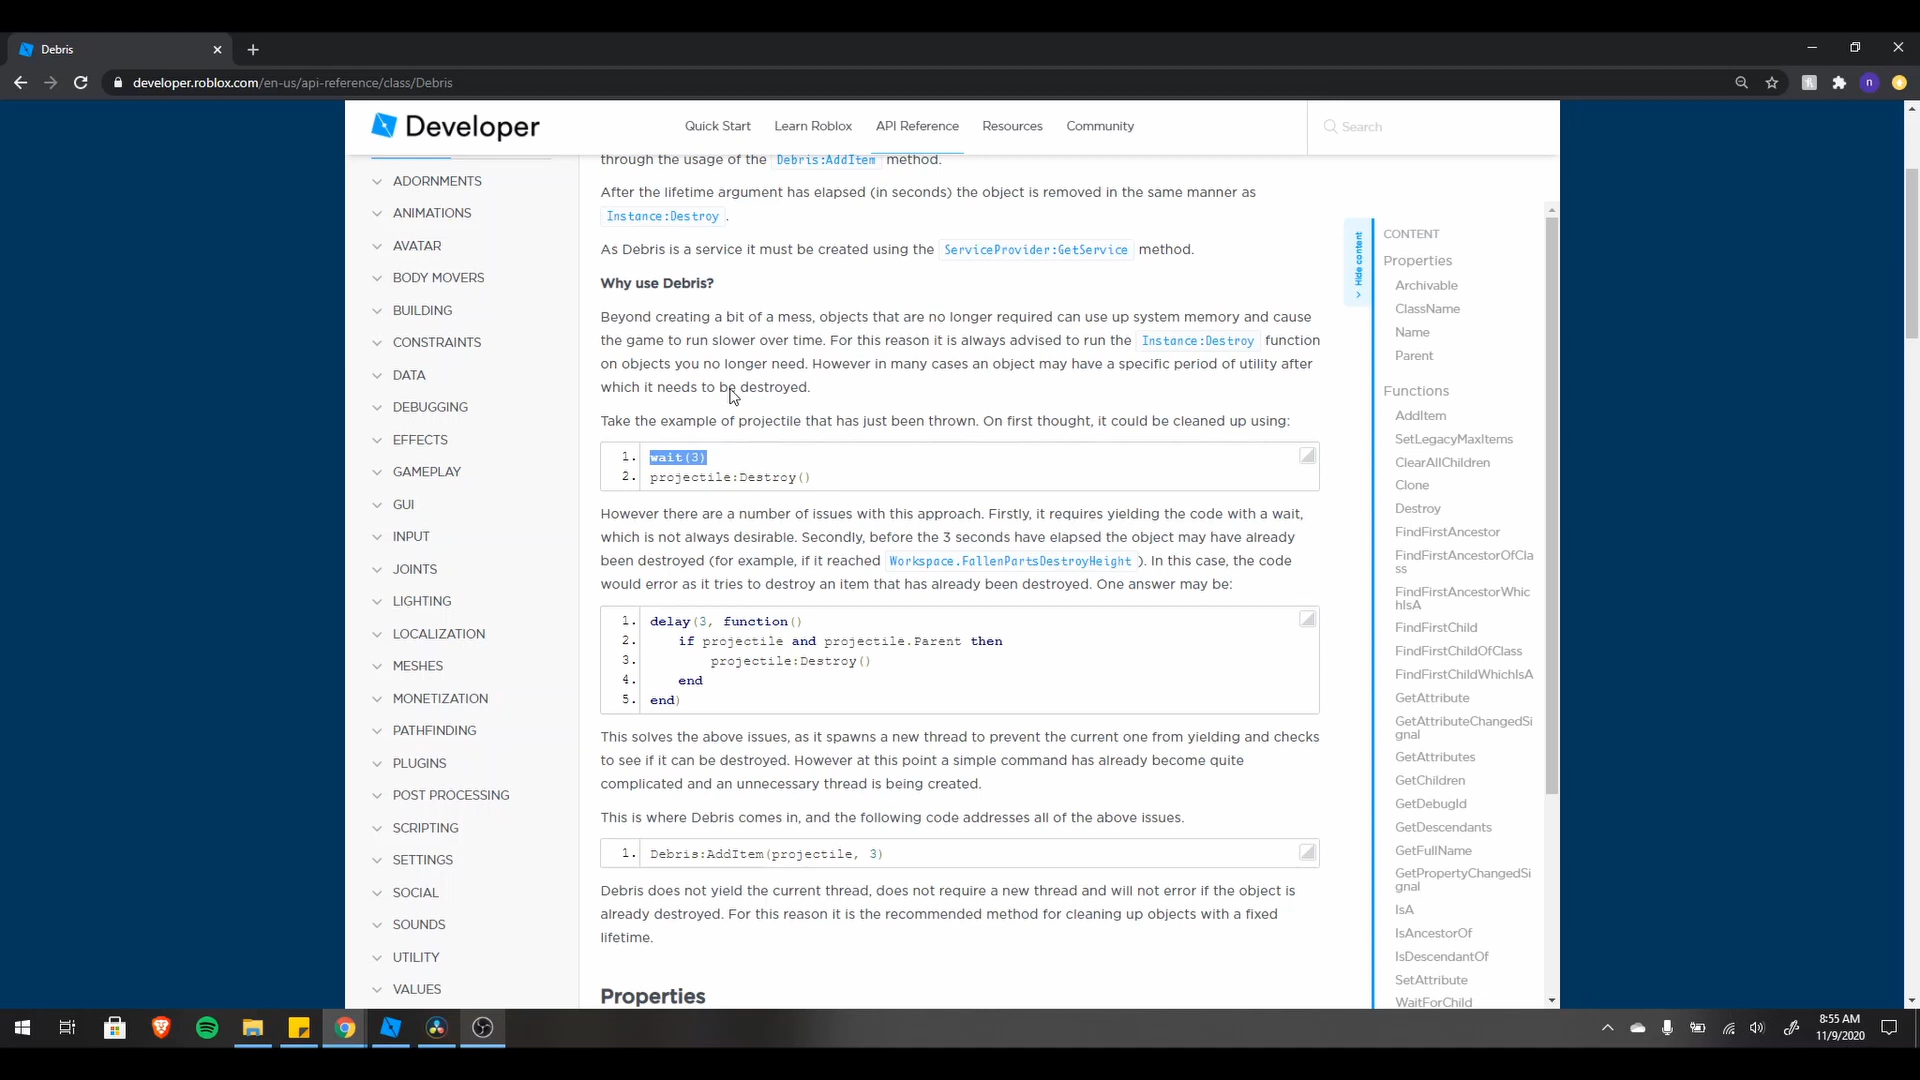 Debris
developer.roblox.com/en-us/api-reference/class/Debris
n
Developer
Quick Start
Learn Roblox
API Reference
Resources
Community
Search
ADORNMENTS
ANIMATIONS
AVATAR
BODY MOVERS
BUILDING
CONSTRAINTS
DATA
DEBUGGING
EFFECTS
GAMEPLAY
GUI
INPUT
JOINTS
LIGHTING
LOCALIZATION
MESHES
MONETIZATION
PATHFINDING
PLUGINS
POST PROCESSING
SCRIPTING
SETTINGS
SOCIAL
SOUNDS
UTILITY
VALUES
through the usage of the Debris:AddItem method.
After the lifetime argument has elapsed (in seconds) the object is removed in the same manner as
Instance:Destroy .
As Debris is a service it must be created using the ServiceProvider:GetService method.
Why use Debris?
Beyond creating a bit of a mess, objects that are no longer required can use up system memory and cause
the game to run slower over time. For this reason it is always advised to run the Instance:Destroy function
on objects you no longer need. However in many cases an object may have a specific period of utility after
which it needs to be destroyed.
Take the example of projectile that has just been thrown. On first thought, it could be cleaned up using:
1. wait(3)
2. projectile:Destroy()
However there are a number of issues with this approach. Firstly, it requires yielding the code with a wait,
which is not always desirable. Secondly, before the 3 seconds have elapsed the object may have already
been destroyed (for example, if it reached Workspace.FallenPartsDestroyHeight ). In this case, the code
would error as it tries to destroy an item that has already been destroyed. One answer may be:
1. delay(3, function()
2. if projectile and projectile.Parent then
3. projectile:Destroy()
4. end
5. end)
This solves the above issues, as it spawns a new thread to prevent the current one from yielding and checks
to see if it can be destroyed. However at this point a simple command has already become quite
complicated and an unnecessary thread is being created.
This is where Debris comes in, and the following code addresses all of the above issues.
1. Debris:AddItem(projectile, 3)
Debris does not yield the current thread, does not require a new thread and will not error if the object is
already destroyed. For this reason it is the recommended method for cleaning up objects with a fixed
lifetime.
Properties
Hide content
CONTENT
Properties
Archivable
ClassName
Name
Parent
Functions
AddItem
SetLegacyMaxItems
ClearAllChildren
Clone
Destroy
FindFirstAncestor
FindFirstAncestorOfCla
ss
FindFirstAncestorWhic
hIsA
FindFirstChild
FindFirstChildOfClass
FindFirstChildWhichIsA
GetAttribute
GetAttributeChangedSi
gnal
GetAttributes
GetChildren
GetDebugId
GetDescendants
GetFullName
GetPropertyChangedSi
gnal
IsA
IsAncestorOf
IsDescendantOf
SetAttribute
WaitForChild
8:55 AM
11/9/2020